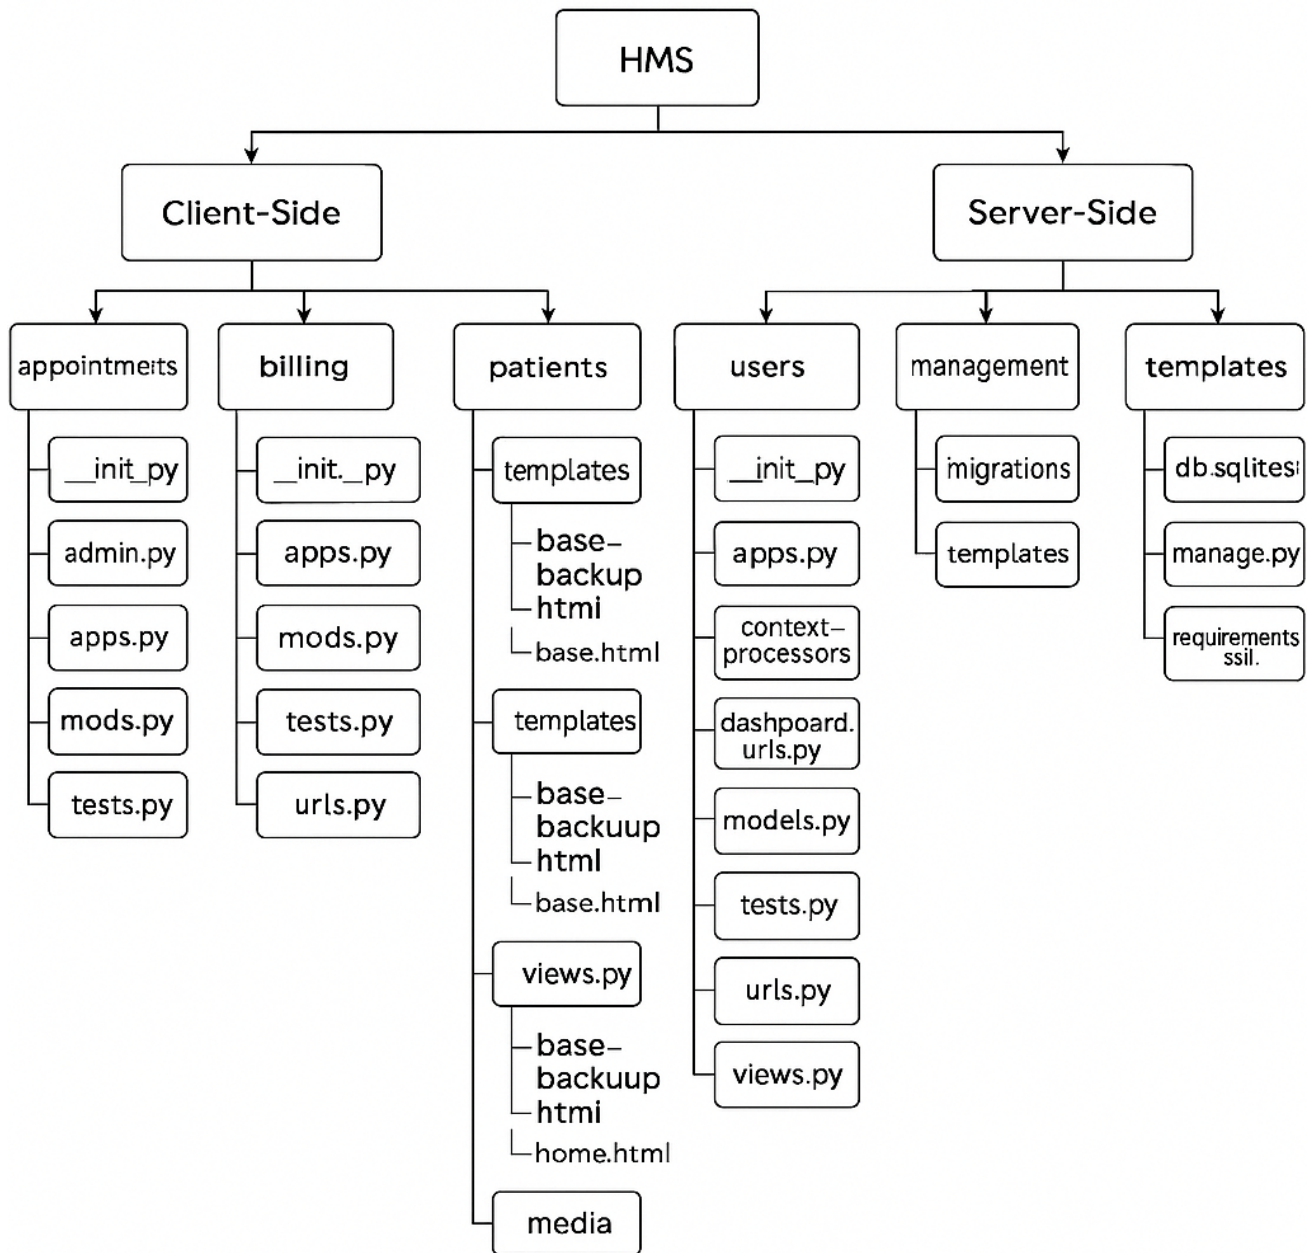 HMS
Client-Side
Server-Side
appointmeits
billing
patients
users
management
templates
__init_py
admin.py
apps.py
mods.py
tests.py
__init._py
apps.py
mods.py
tests.py
urls.py
templates
base-
backup
htmi
base.html
templates
base-
backuup
html
base.html
views.py
base-
backuup
htmi
home.html
media
__init_py
apps.py
context-
processors
dashpoard.
urls.py
models.py
tests.py
urls.py
views.py
migrations
templates
db.sqlites
manage.py
requirements
ssil.